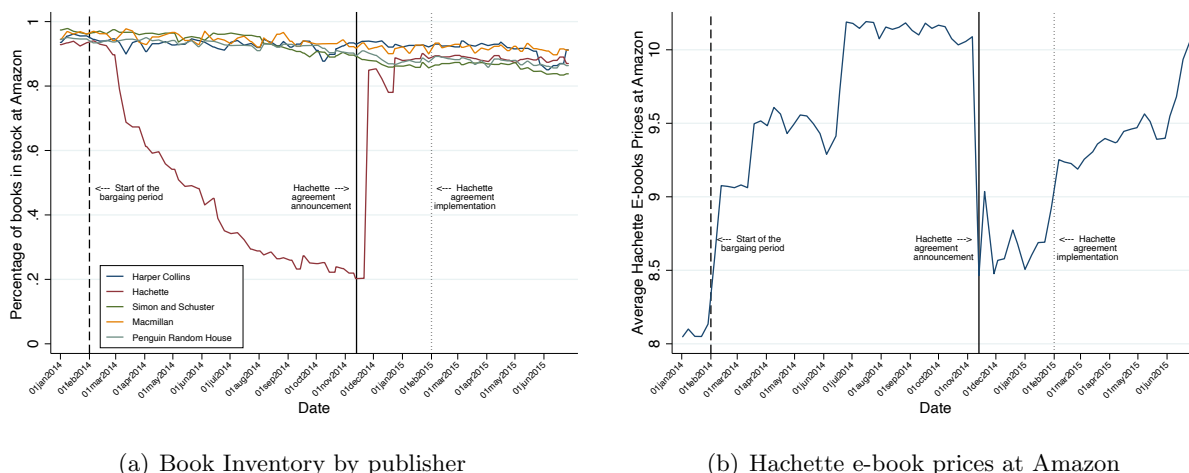 Percentage of books in stock at Amazon
1
.8
.6
.4
.2
0
<--- Start of the
bargaing period
Hachette --->
agreement
announcement
<--- Hachette
agreement
implementation
Harper Collins
Hachette
Simon and Schuster
Macmillan
Penguin Random House
01jan2014
01feb2014
01mar2014
01apr2014
01may2014
01jun2014
01jul2014
01aug2014
01sep2014
01oct2014
01nov2014
01dec2014
01jan2015
01feb2015
01mar2015
01apr2015
01may2015
01jun2015
Date
(a) Book Inventory by publisher
Average Hachette E-books Prices at Amazon
10
9.5
9
8.5
8
<--- Start of the
bargaing period
Hachette --->
agreement
announcement
<--- Hachette
agreement
implementation
01jan2014
01feb2014
01mar2014
01apr2014
01may2014
01jun2014
01jul2014
01aug2014
01sep2014
01oct2014
01nov2014
01dec2014
01jan2015
01feb2015
01mar2015
01apr2015
01may2015
01jun2015
Date
(b) Hachette e-book prices at Amazon